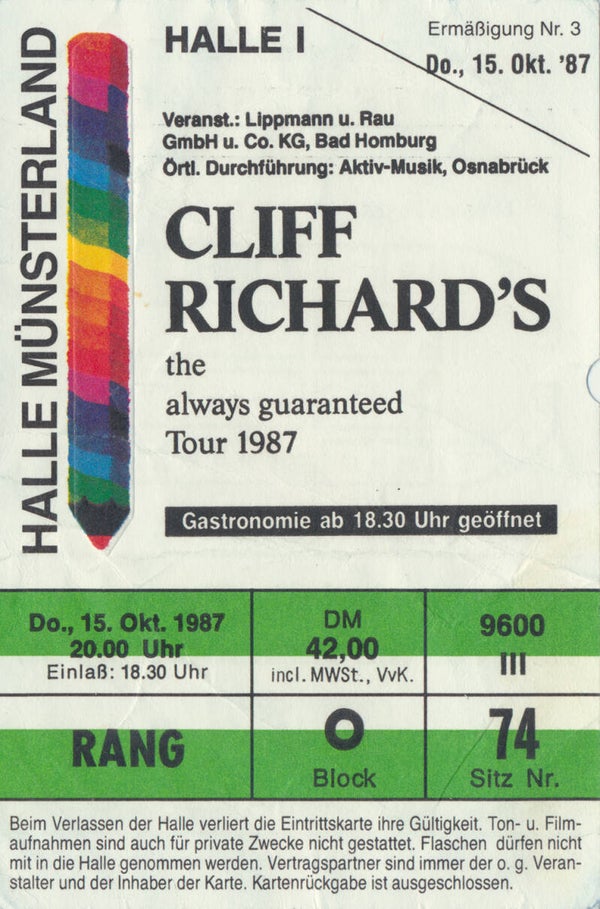 HALLE MÜNSTERLAND
HALLE I
Ermäßigung Nr. 3
Do., 15. Okt. '87
Veranst.: Lippmann u. Rau
GmbH u. Co. KG, Bad Homburg
Örtl. Durchführung: Aktiv-Musik, Osnabrück
CLIFF
RICHARD'S
the
always guaranteed
Tour 1987
Gastronomie ab 18.30 Uhr geöffnet
Do., 15. Okt. 1987
20.00 Uhr
Einlaß: 18.30 Uhr
DM
42,00
incl. MWSt., VvK.
9600
III
RANG
O
Block
74
Sitz Nr.
Beim Verlassen der Halle verliert die Eintrittskarte ihre Gültigkeit. Ton- u. Film-
aufnahmen sind auch für private Zwecke nicht gestattet. Flaschen dürfen nicht
mit in die Halle genommen werden. Vertragspartner sind immer der o. g. Veran-
stalter und der Inhaber der Karte. Kartenrückgabe ist ausgeschlossen.